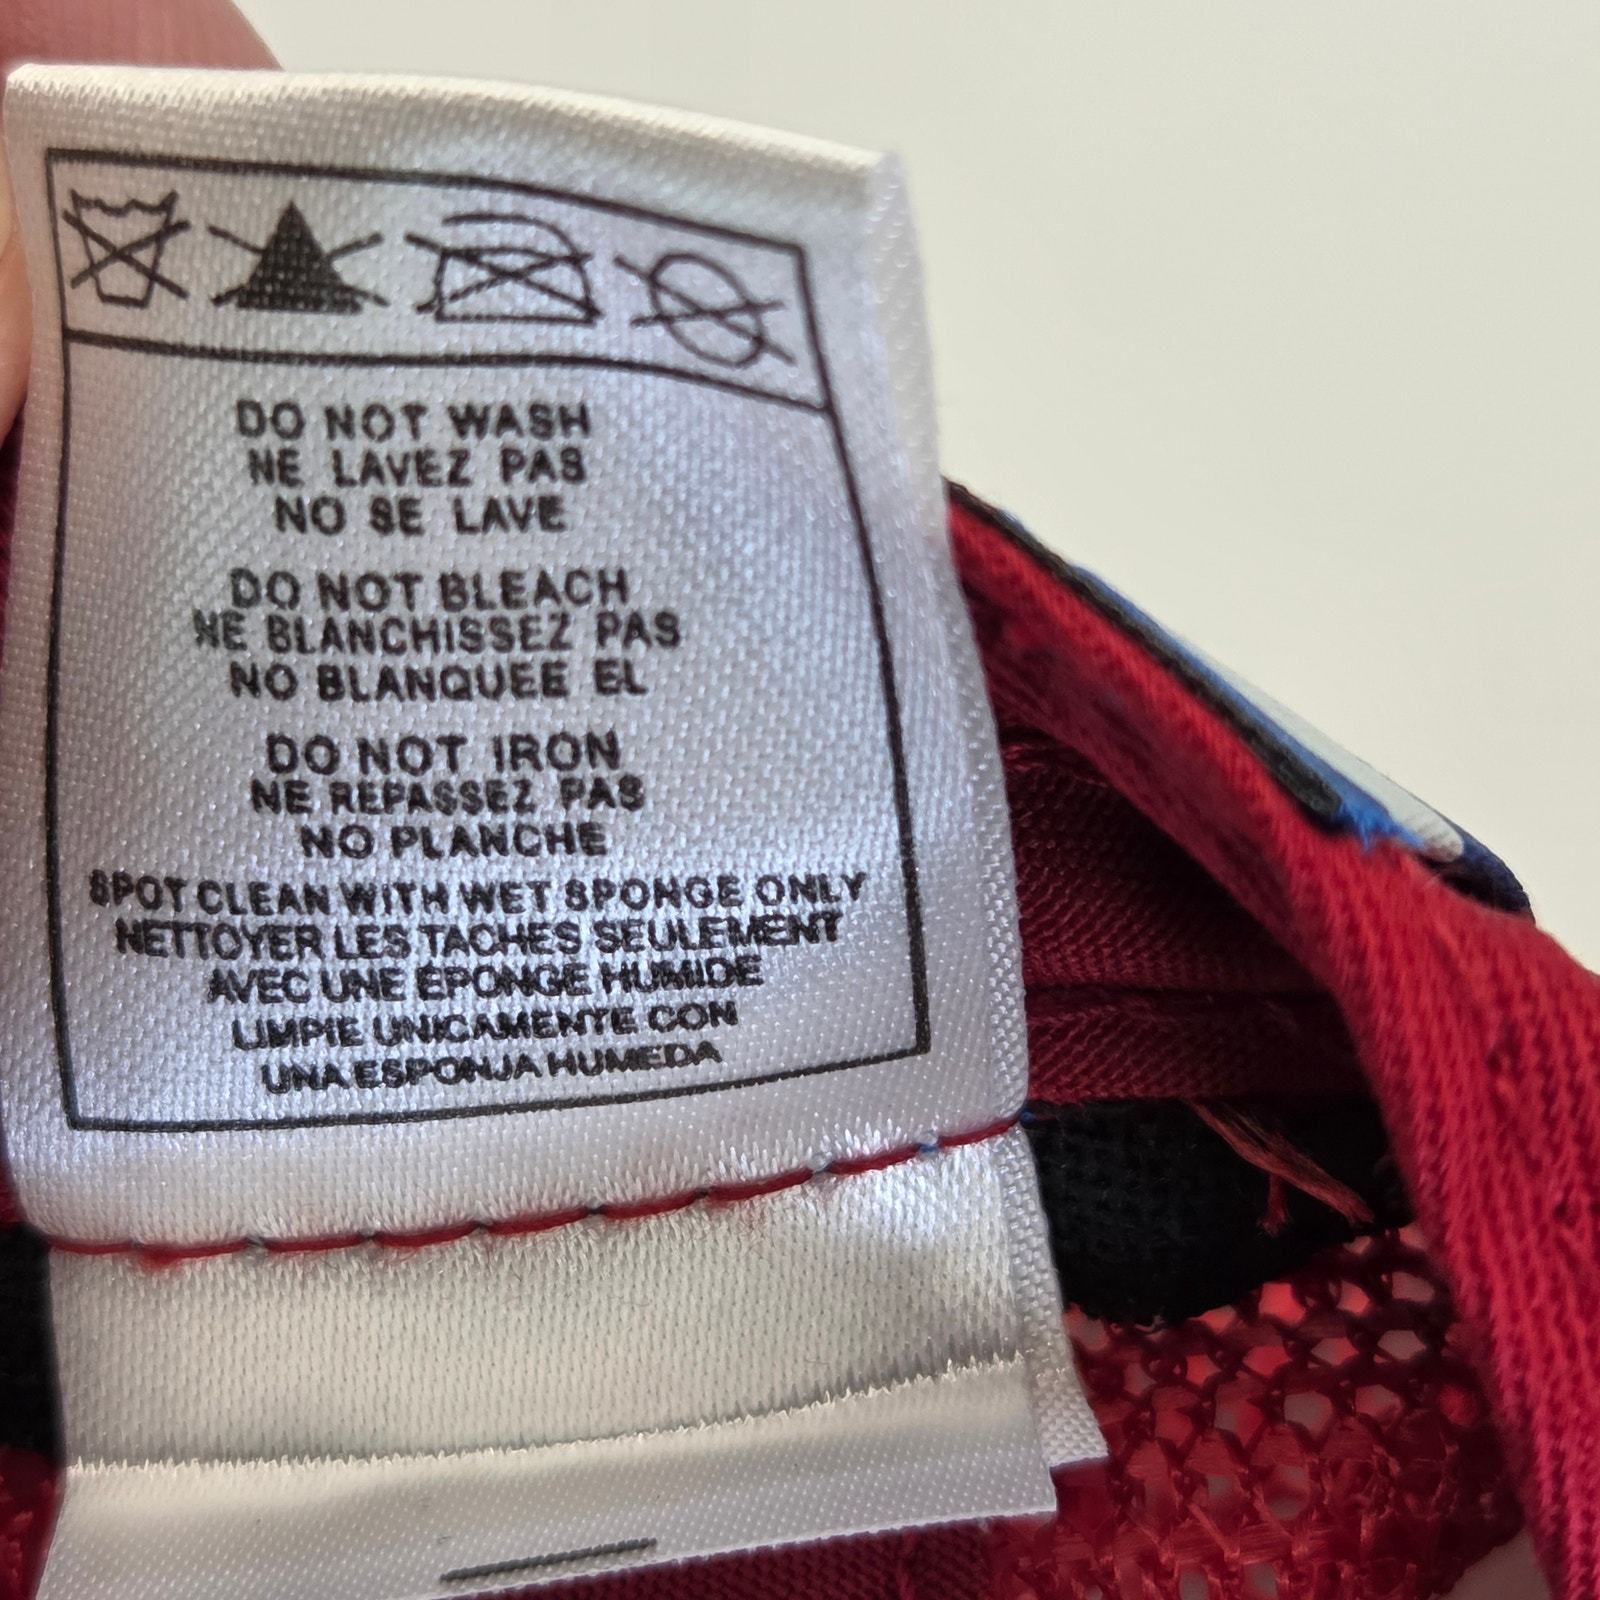 DO NOT WASH
NE LAVEZ PAS
NO SE LAVE
DO NOT BLEACH
NE BLANCHISSEZ PAS
NO BLANQUEE EL
DO NOT IRON
NE REPASSEZ PAS
NO PLANCHE
SPOT CLEAN WITH WET SPONGE ONLY
NETTOYER LES TACHES SEULEMENT
AVEC UNE ÉPONGE HUMIDE
LIMPIE UNICAMENTE CON
UNA ESPONJA HUMEDA